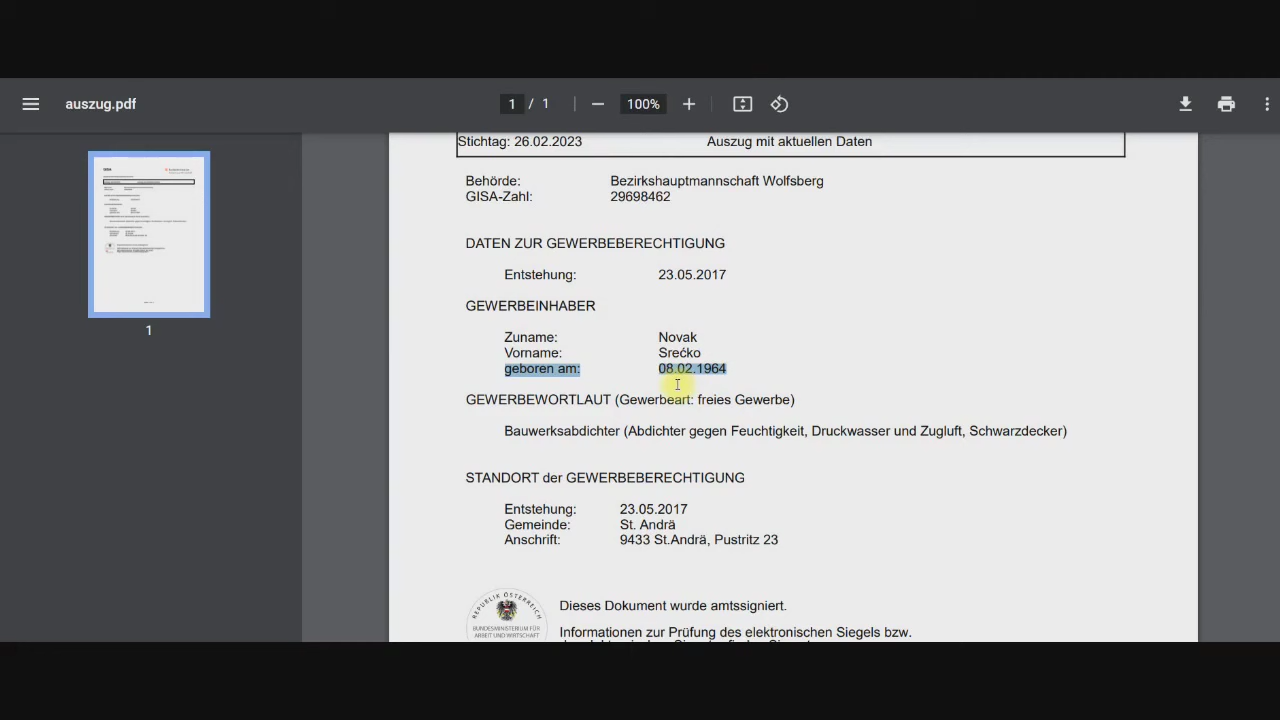 auszug.pdf
1 / 1
100%
Stichtag: 26.02.2023 Auszug mit aktuellen Daten
Behörde: Bezirkshauptmannschaft Wolfsberg
GISA-Zahl: 29698462
DATEN ZUR GEWERBEBERECHTIGUNG
Entstehung: 23.05.2017
GEWERBEINHABER
Zuname: Novak
Vorname: Srećko
geboren am: 08.02.1964
GEWERBEWORTLAUT (Gewerbeart: freies Gewerbe)
Bauwerksabdichter (Abdichter gegen Feuchtigkeit, Druckwasser und Zugluft, Schwarzdecker)
STANDORT der GEWERBEBERECHTIGUNG
Entstehung: 23.05.2017
Gemeinde: St. Andrä
Anschrift: 9433 St.Andrä, Pustritz 23
REPUBLIK ÖSTERREICH
BUNDESMINISTERIUM FÜR
ARBEIT UND WIRTSCHAFT
Dieses Dokument wurde amtssigniert.
Informationen zur Prüfung des elektronischen Siegels bzw.
1